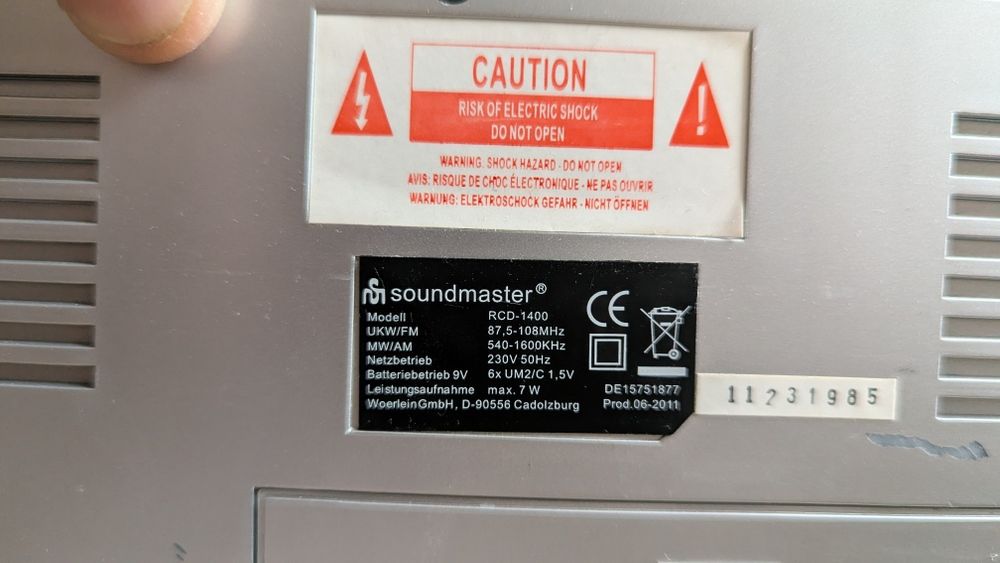 CAUTION
RISK OF ELECTRIC SHOCK
DO NOT OPEN
WARNING: SHOCK HAZARD - DO NOT OPEN
AVIS: RISQUE DE CHOC ÉLECTRONIQUE - NE PAS OUVRIR
WARNUNG: ELEKTROSCHOCK GEFAHR - NICHT ÖFFNEN
soundmaster®
Modell RCD-1400
UKW/FM 87,5-108MHz
MW/AM 540-1600KHz
Netzbetrieb 230V 50Hz
Batteriebetrieb 9V 6x UM2/C 1,5V
Leistungsaufnahme max. 7 W
WoerleinGmbH, D-90556 Cadolzburg
CE
DE15751877
Prod.06-2011
11231985